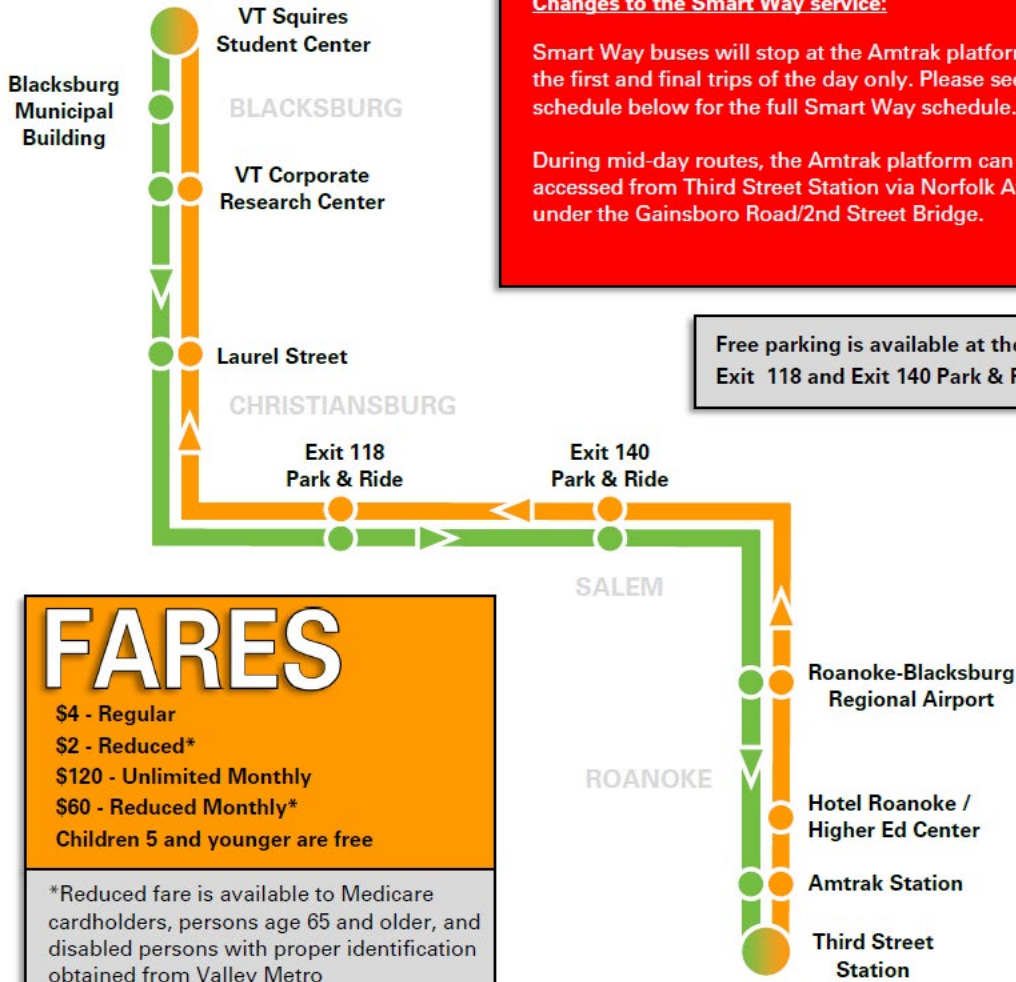 VT Squires
Student Center
Blacksburg
Municipal
Building
BLACKSBURG
VT Corporate
Research Center
Laurel Street
CHRISTIANSBURG
Exit 118
Park & Ride
Exit 140
Park & Ride
SALEM
Roanoke-Blacksburg
Regional Airport
ROANOKE
Hotel Roanoke /
Higher Ed Center
Amtrak Station
Third Street
Station
Changes to the Smart Way service:
Smart Way buses will stop at the Amtrak platform
the first and final trips of the day only. Please see
schedule below for the full Smart Way schedule.
During mid-day routes, the Amtrak platform can
accessed from Third Street Station via Norfolk
under the Gainsboro Road/2nd Street Bridge.
Free parking is available at the
Exit 118 and Exit 140 Park &
FARES
$4 - Regular
$2 - Reduced*
$120 - Unlimited Monthly
$60 - Reduced Monthly*
Children 5 and younger are free
*Reduced fare is available to Medicare
cardholders, persons age 65 and older, and
disabled persons with proper identification
obtained from Valley Metro